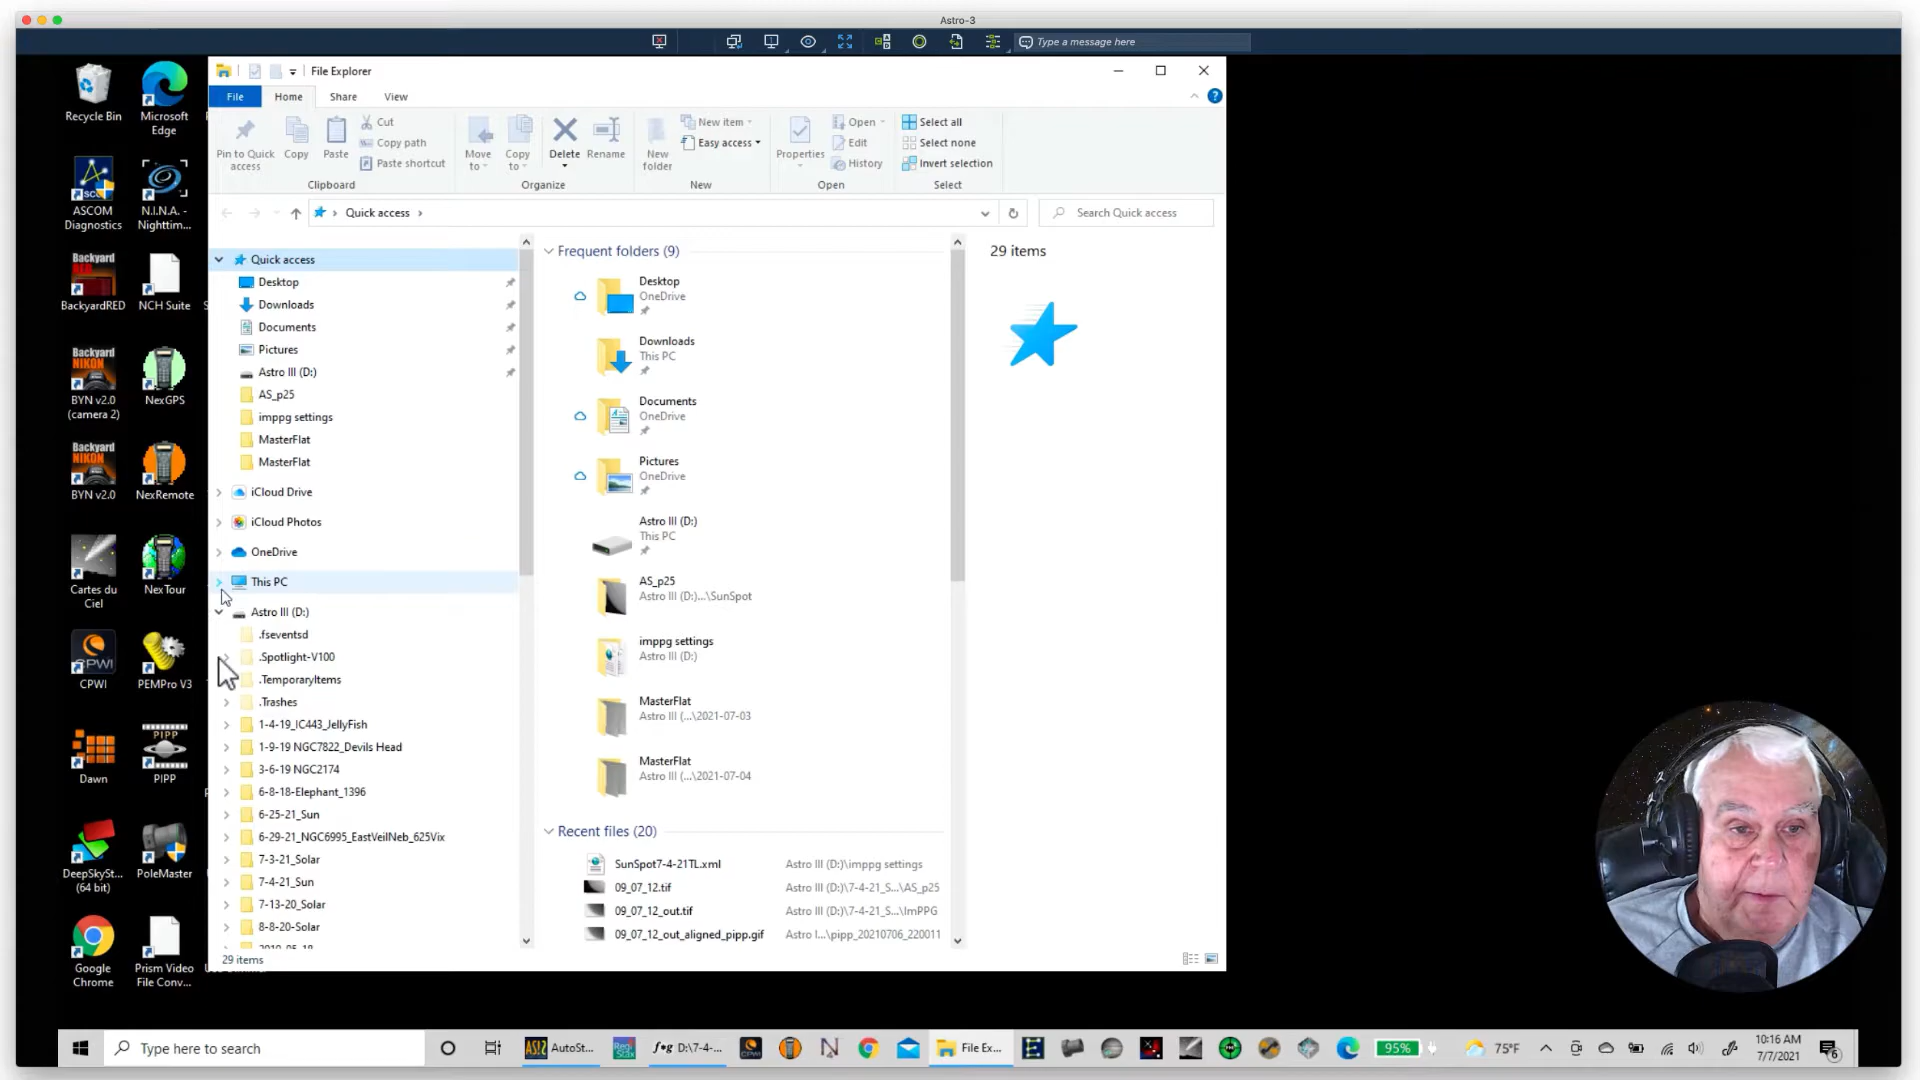 Astro-3
Type a message here
File Explorer
File
Home
Share
View
Pin to Quick
access
Copy
Paste
Cut
Copy path
Paste shortcut
Clipboard
Move
to
Copy
to
Delete
Rename
Organize
New
folder
New item
Easy access
New
Properties
Open
Edit
History
Open
Select all
Select none
Invert selection
Select
Quick access
Search Quick access
Recycle Bin
Microsoft
Edge
ASCOM
Diagnostics
N.I.N.A. -
Nighttim...
Backyard
RED
BackyardRED
NCH Suite
Backyard
NIKON
BYN v2.0
(camera 2)
NexGPS
Backyard
NIKON
BYN v2.0
NexRemote
Cartes du
Ciel
NexTour
CPWI
CPWI
PEMPro V3
Dawn
PIPP
PIPP
DeepSkySt...
(64 bit)
PoleMaster
Google
Chrome
Prism Video
File Conv...
Quick access
Desktop
Downloads
Documents
Pictures
Astro III (D:)
AS_p25
imppg settings
MasterFlat
MasterFlat
iCloud Drive
iCloud Photos
OneDrive
This PC
Astro III (D:)
.fseventsd
.Spotlight-V100
.TemporaryItems
.Trashes
1-4-19_IC443_JellyFish
1-9-19 NGC7822_Devils Head
3-6-19 NGC2174
6-8-18-Elephant_1396
6-25-21_Sun
6-29-21_NGC6995_EastVeilNeb_625Vix
7-3-21_Solar
7-4-21_Sun
7-13-20_Solar
8-8-20-Solar
Frequent folders (9)
Desktop
OneDrive
Downloads
This PC
Documents
OneDrive
Pictures
OneDrive
Astro III (D:)
This PC
AS_p25
Astro III (D:)...\SunSpot
imppg settings
Astro III (D:)
MasterFlat
Astro III (...\2021-07-03
MasterFlat
Astro III (...\2021-07-04
Recent files (20)
SunSpot7-4-21TL.xml Astro III (D:)\imppg settings
09_07_12.tif Astro III (D:)\7-4-21_S...\AS_p25
09_07_12_out.tif Astro III (D:)\7-4-21_S...\ImPPG
09_07_12_out_aligned_pipp.gif Astro I...\pipp_20210706_220011
29 items
29 items
Type here to search
AutoSt...
D:\7-4-...
File Ex...
95%
75°F
10:16 AM
7/7/2021
6